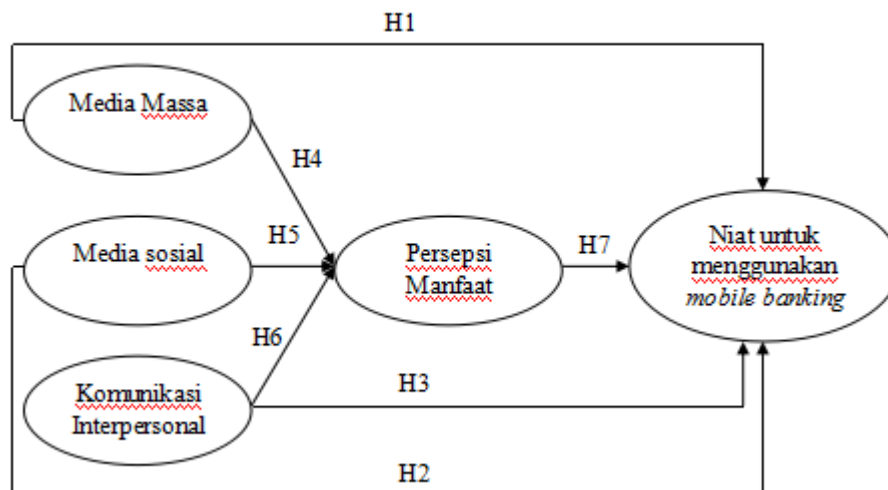 H1
Media Massa
H4
Media sosial
H5
Persepsi
Manfaat
H7
Niat untuk
menggunakan
mobile banking
H6
Komunikasi
Interpersonal
H3
H2